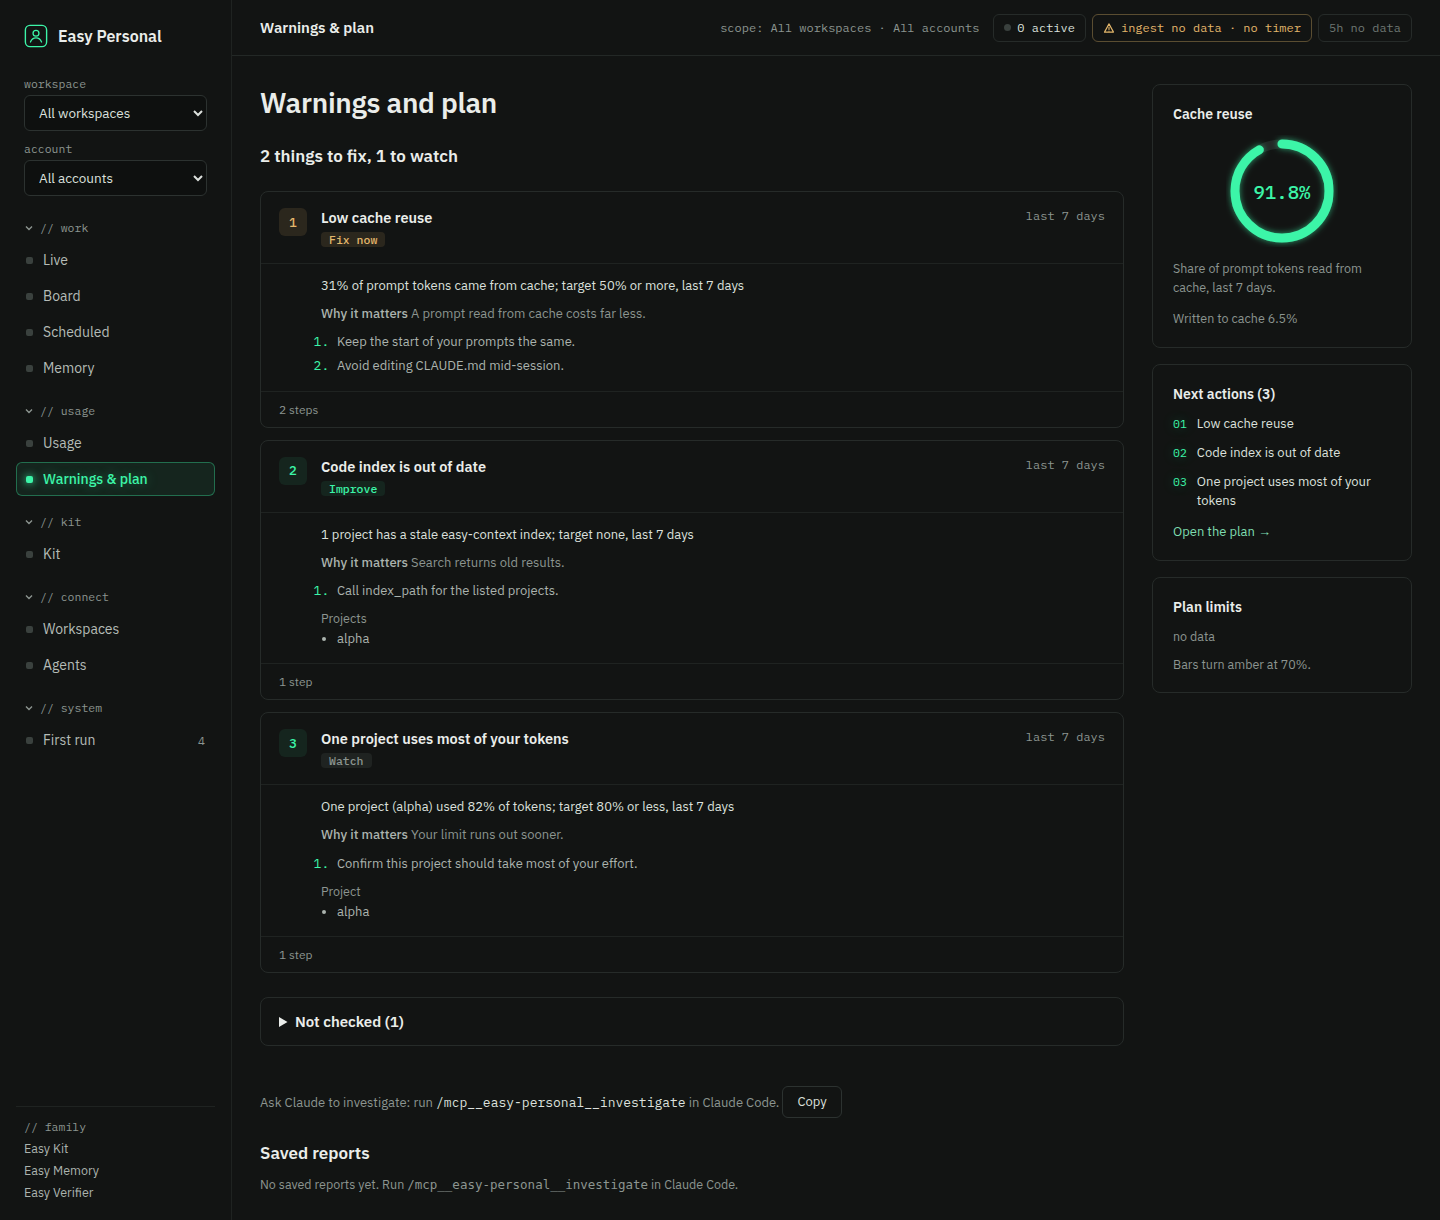 Easy Personal
workspace
All workspaces
account
All accounts
// work
Live
Board
Scheduled
Memory
// usage
Usage
Warnings & plan
// kit
Kit
// connect
Workspaces
Agents
// system
First run 4
// family
Easy Kit
Easy Memory
Easy Verifier
Warnings & plan
scope: All workspaces · All accounts
0 active
ingest no data · no timer
5h no data
Warnings and plan
2 things to fix, 1 to watch
1 Low cache reuse last 7 days
Fix now
31% of prompt tokens came from cache; target 50% or more, last 7 days
Why it matters A prompt read from cache costs far less.
1. Keep the start of your prompts the same.
2. Avoid editing CLAUDE.md mid-session.
2 steps
2 Code index is out of date last 7 days
Improve
1 project has a stale easy-context index; target none, last 7 days
Why it matters Search returns old results.
1. Call index_path for the listed projects.
Projects
• alpha
1 step
3 One project uses most of your tokens last 7 days
Watch
One project (alpha) used 82% of tokens; target 80% or less, last 7 days
Why it matters Your limit runs out sooner.
1. Confirm this project should take most of your effort.
Project
• alpha
1 step
Not checked (1)
Ask Claude to investigate: run /mcp__easy-personal__investigate in Claude Code. Copy
Saved reports
No saved reports yet. Run /mcp__easy-personal__investigate in Claude Code.
Cache reuse
91.8%
Share of prompt tokens read from
cache, last 7 days.
Written to cache 6.5%
Next actions (3)
01 Low cache reuse
02 Code index is out of date
03 One project uses most of your
tokens
Open the plan →
Plan limits
no data
Bars turn amber at 70%.